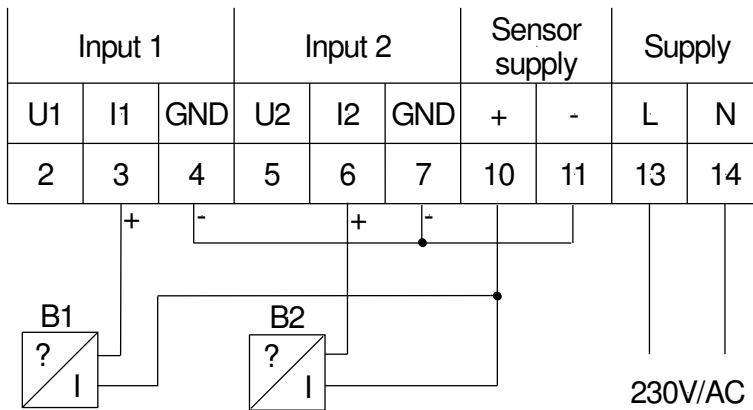 Input 1 Input 2 Sensor supply Supply
U1 I1 GND U2 I2 GND + - L N
2 3 4 5 6 7 10 11 13 14
+ - + -
B1 B2
? I ? I
230V/AC